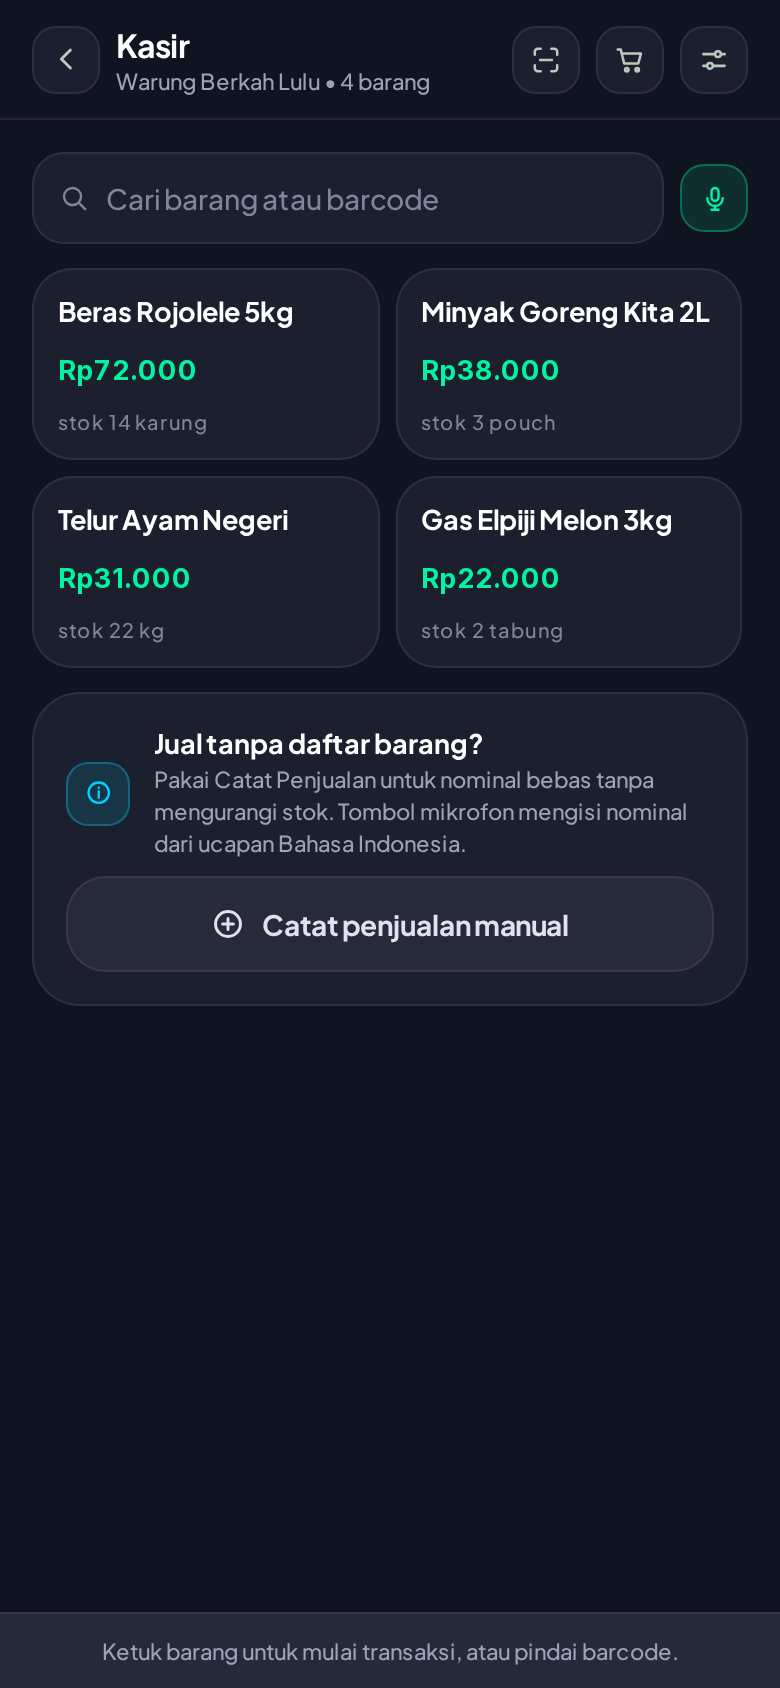 Kasir
Warung Berkah Lulu • 4 barang
Cari barang atau barcode
Beras Rojolele 5kg
Rp72.000
stok 14 karung
Minyak Goreng Kita 2L
Rp38.000
stok 3 pouch
Telur Ayam Negeri
Rp31.000
stok 22 kg
Gas Elpiji Melon 3kg
Rp22.000
stok 2 tabung
Jual tanpa daftar barang?
Pakai Catat Penjualan untuk nominal bebas tanpa
mengurangi stok. Tombol mikrofon mengisi nominal
dari ucapan Bahasa Indonesia.
Catat penjualan manual
Ketuk barang untuk mulai transaksi, atau pindai barcode.